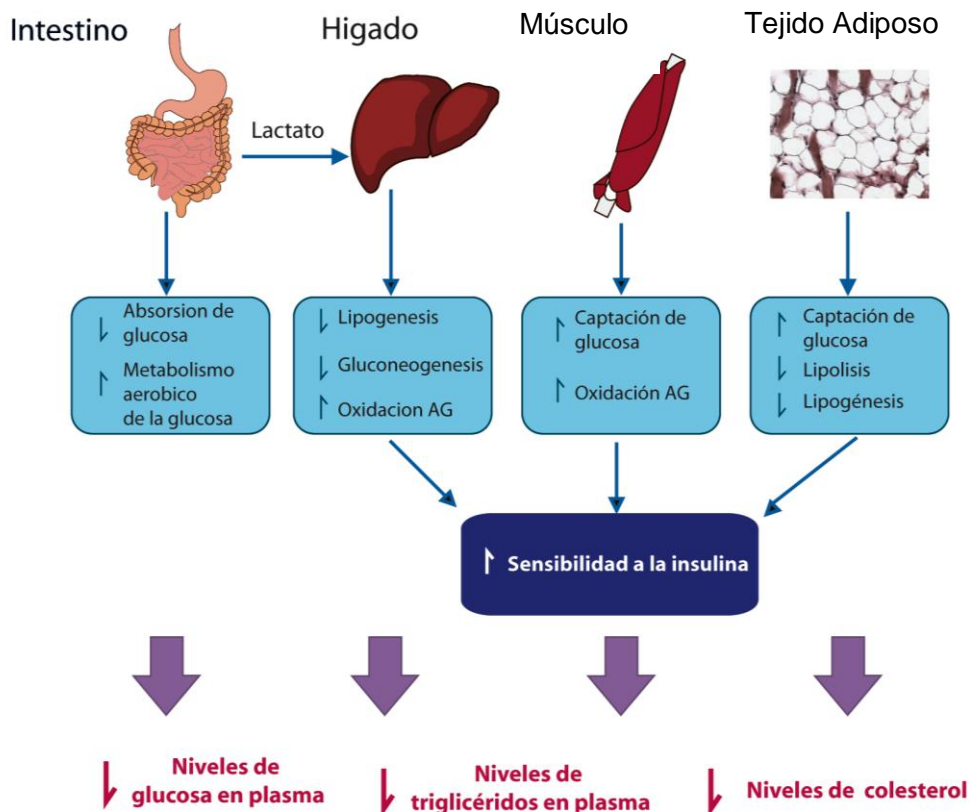 Intestino
Higado
Músculo
Tejido Adiposo
Lactato
Absorsion de
glucosa
Metabolismo
aerobico
de la glucosa
Lipogenesis
Gluconeogenesis
Oxidacion AG
Captación de
glucosa
Oxidación AG
Captación de
glucosa
Lipolisis
Lipogénesis
Sensibilidad a la insulina
Niveles de
glucosa en plasma
Niveles de
triglicéridos en plasma
Niveles de colesterol